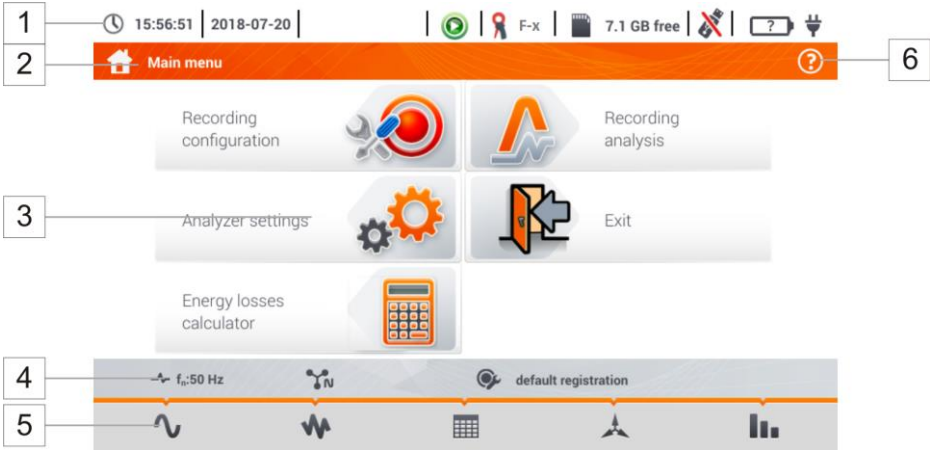 1
15:56:51 2018-07-20 F-x 7.1 GB free ?
2
Main menu ? 6
Recording
configuration
Recording
analysis
3
Analyzer settings
Exit
Energy losses
calculator
4
fₙ:50 Hz N default registration
5